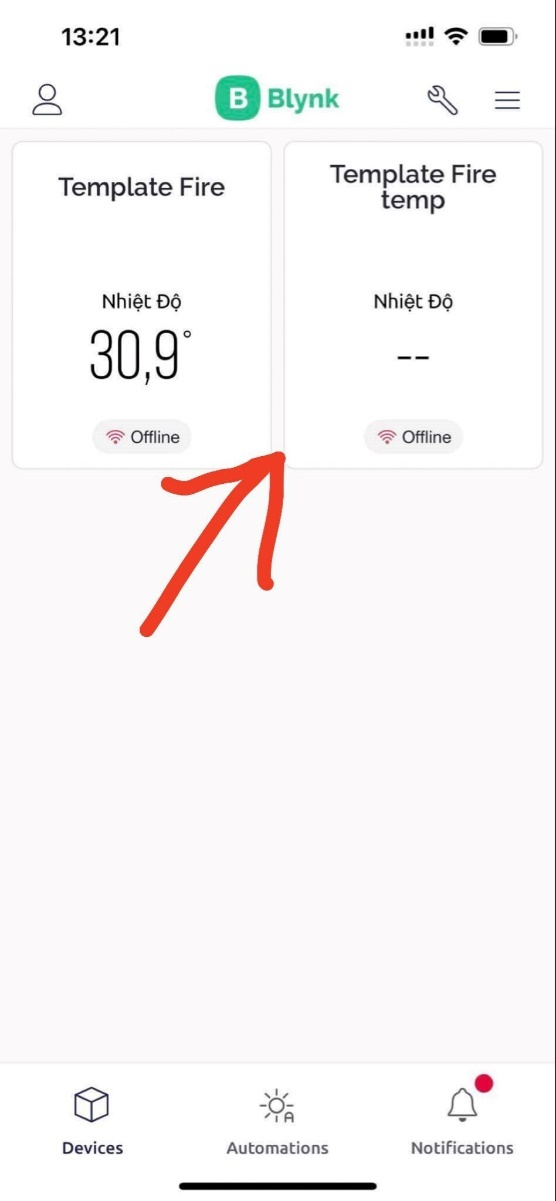 13:21
B Blynk
Template Fire
Nhiệt Độ
30,9°
Offline
Template Fire
temp
Nhiệt Độ
--
Offline
Devices
Automations
Notifications